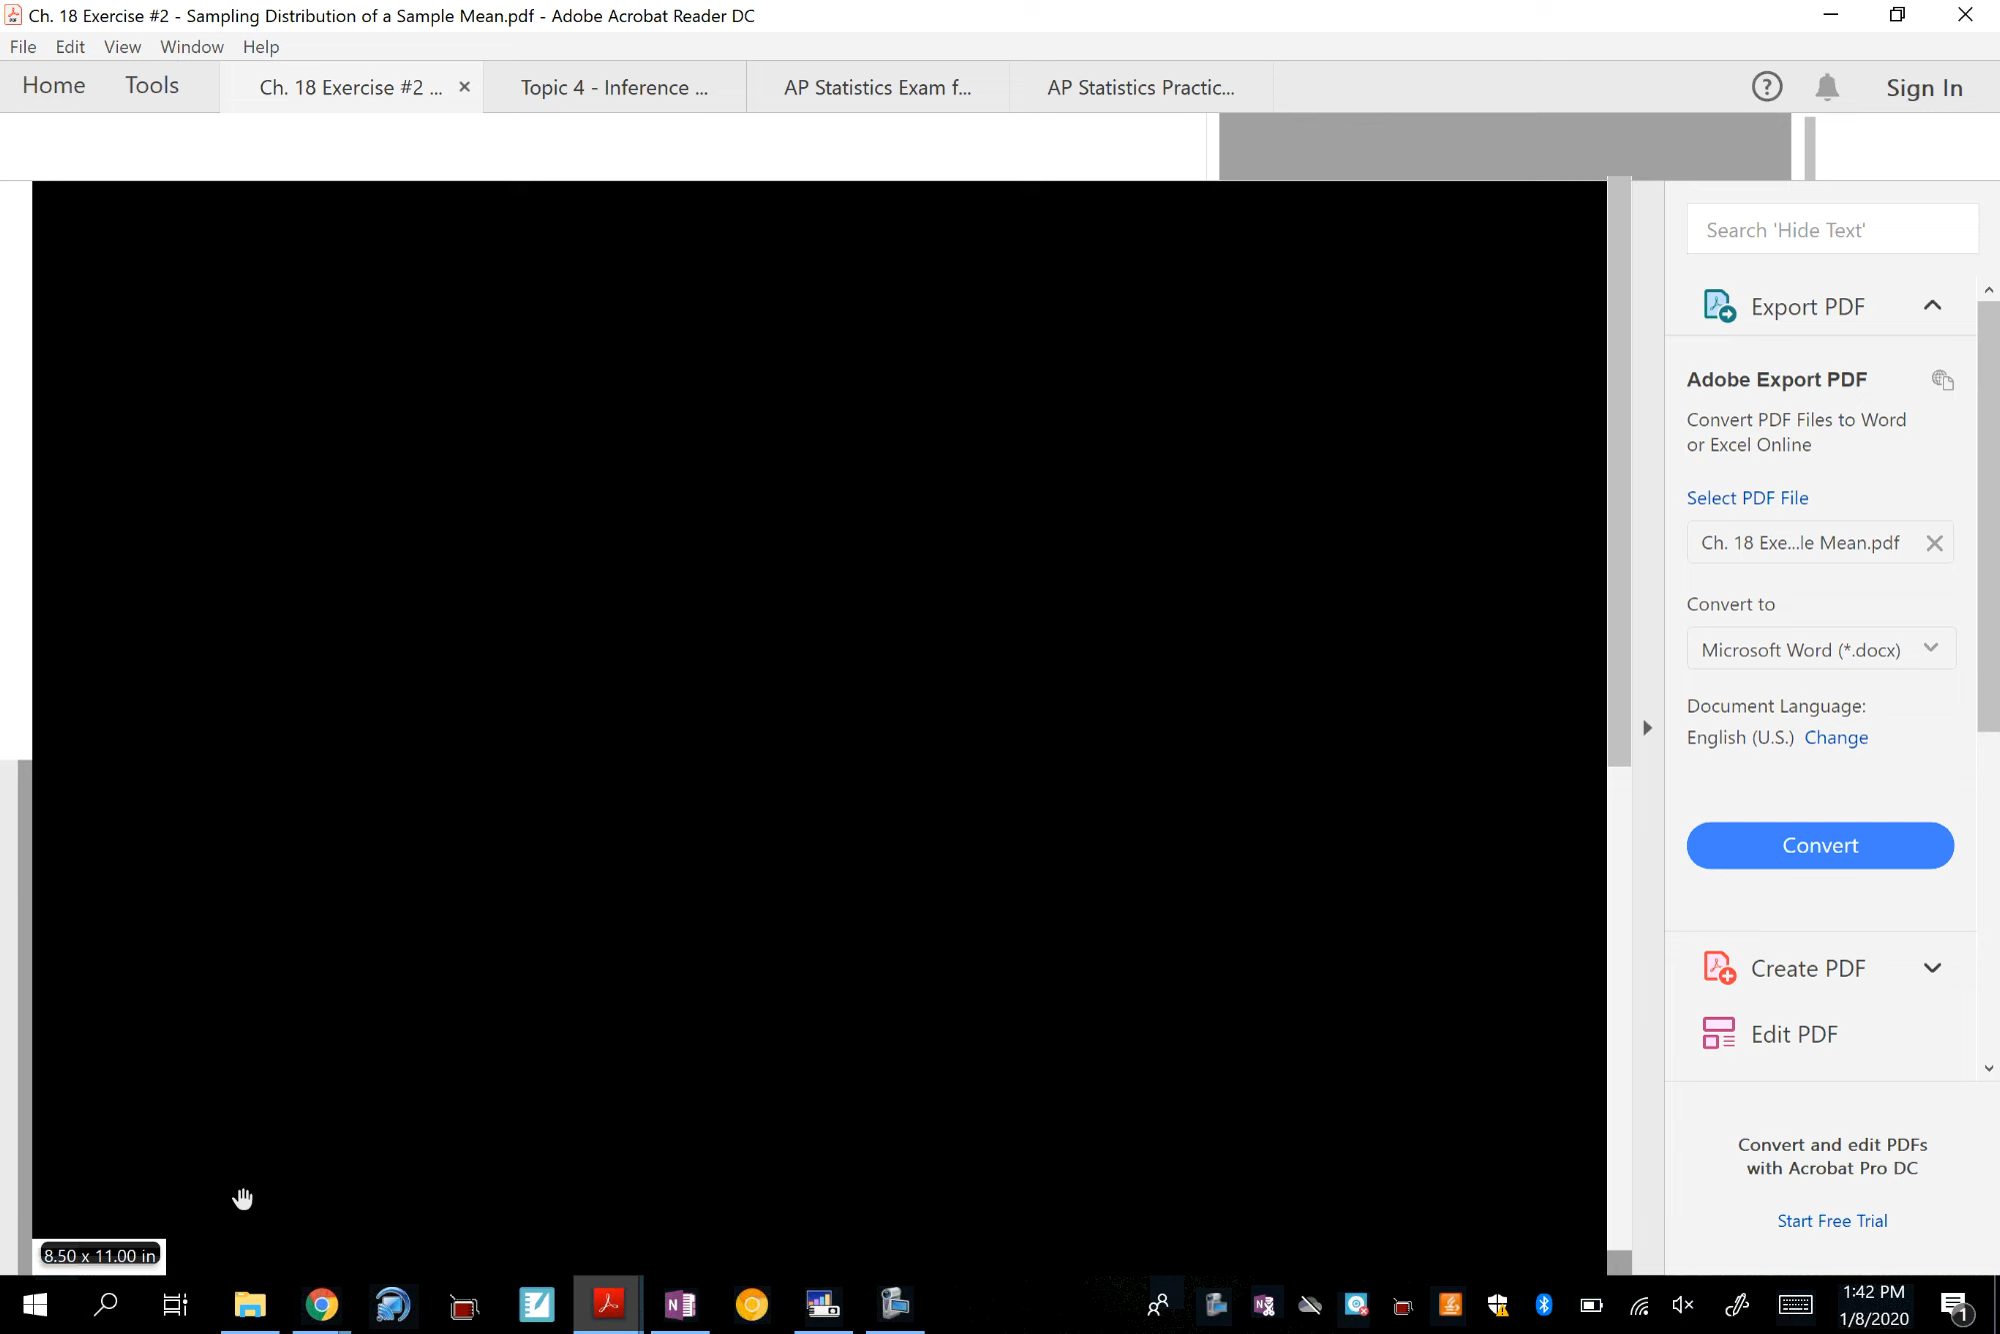 Ch. 18 Exercise #2 - Sampling Distribution of a Sample Mean.pdf - Adobe Acrobat Reader DC
File Edit View Window Help
Home Tools Ch. 18 Exercise #2 ... Topic 4 - Inference ... AP Statistics Exam f... AP Statistics Practic... Sign In
Search 'Hide Text'
Export PDF
Adobe Export PDF
Convert PDF Files to Word
or Excel Online
Select PDF File
Ch. 18 Exe...le Mean.pdf
Convert to
Microsoft Word (*.docx)
Document Language:
English (U.S.) Change
Convert
Create PDF
Edit PDF
Convert and edit PDFs
with Acrobat Pro DC
Start Free Trial
8.50 x 11.00 in
1:42 PM
1/8/2020
1